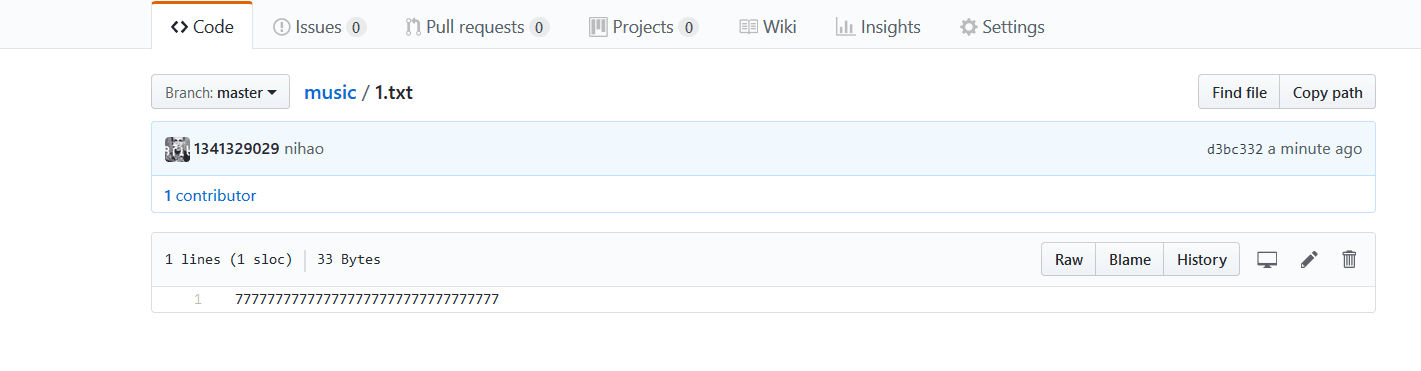 Code Issues 0 Pull requests 0 Projects 0 Wiki Insights Settings
Branch: master music / 1.txt Find file Copy path
1341329029 nihao d3bc332 a minute ago
1 contributor
1 lines (1 sloc) 33 Bytes Raw Blame History
1 777777777777777777777777777777777